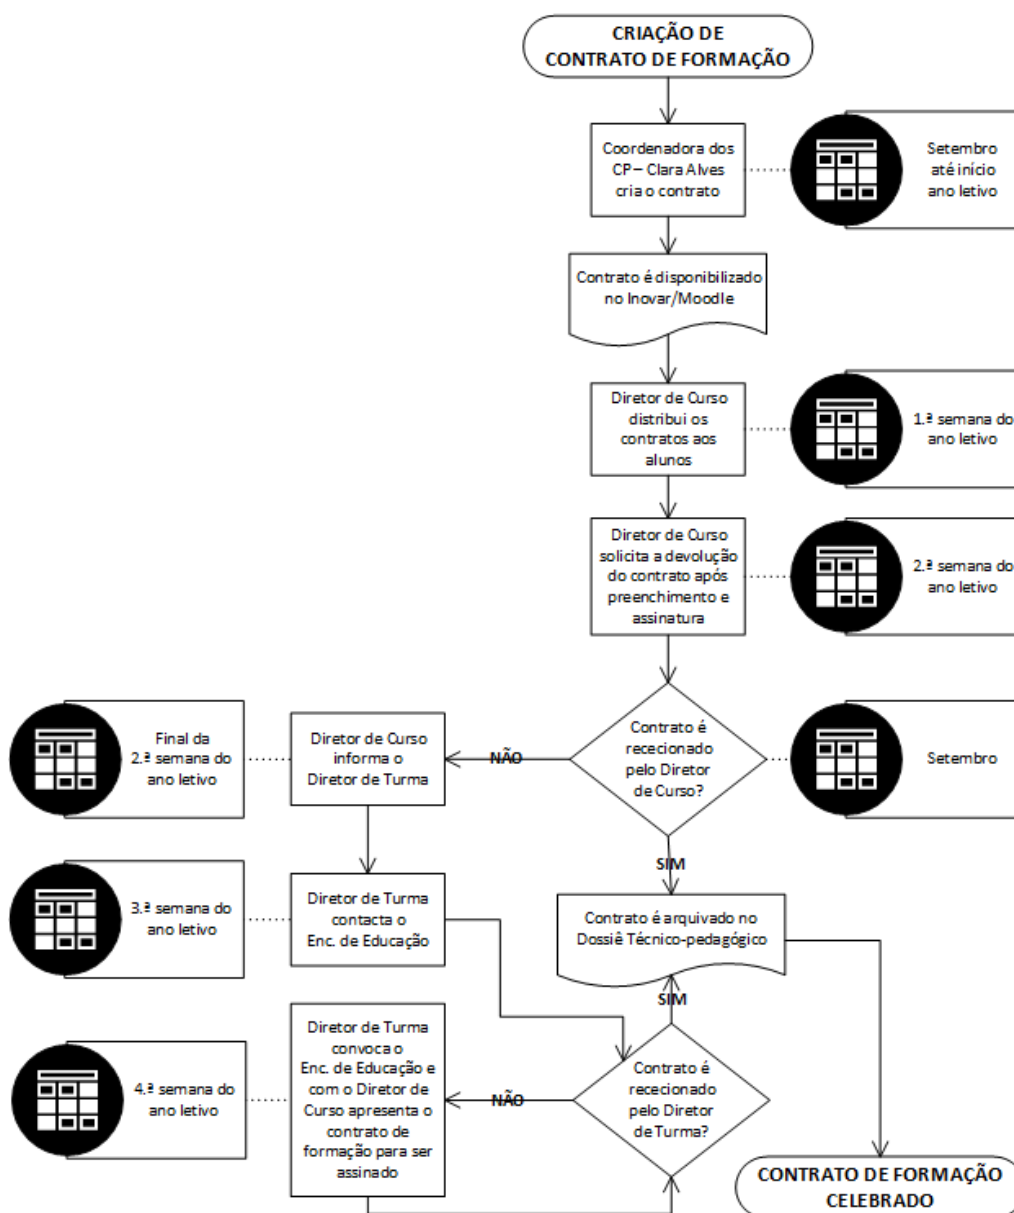 CRIAÇÃO DE
CONTRATO DE FORMAÇÃO
Coordenadora dos
CP – Clara Alves
cria o contrato
Setembro
até início
ano letivo
Contrato é disponibilizado
no Inovar/Moodle
Diretor de Curso
distribui os
contratos aos
alunos
1.ª semana do
ano letivo
Diretor de Curso
solicita a devolução
do contrato após
preenchimento e
assinatura
2.ª semana do
ano letivo
Contrato é
rececionado
pelo Diretor
de Curso?
Setembro
NÃO
Diretor de Curso
informa o
Diretor de Turma
Final da
2.ª semana do
ano letivo
SIM
Diretor de Turma
contacta o
Enc. de Educação
3.ª semana do
ano letivo
Contrato é arquivado no
Dossiê Técnico-pedagógico
SIM
Contrato é
rececionado
pelo Diretor
de Turma?
NÃO
Diretor de Turma
convoca o
Enc. de Educação e
com o Diretor de
Curso apresenta o
contrato de
formação para ser
assinado
4.ª semana do
ano letivo
CONTRATO DE FORMAÇÃO
CELEBRADO